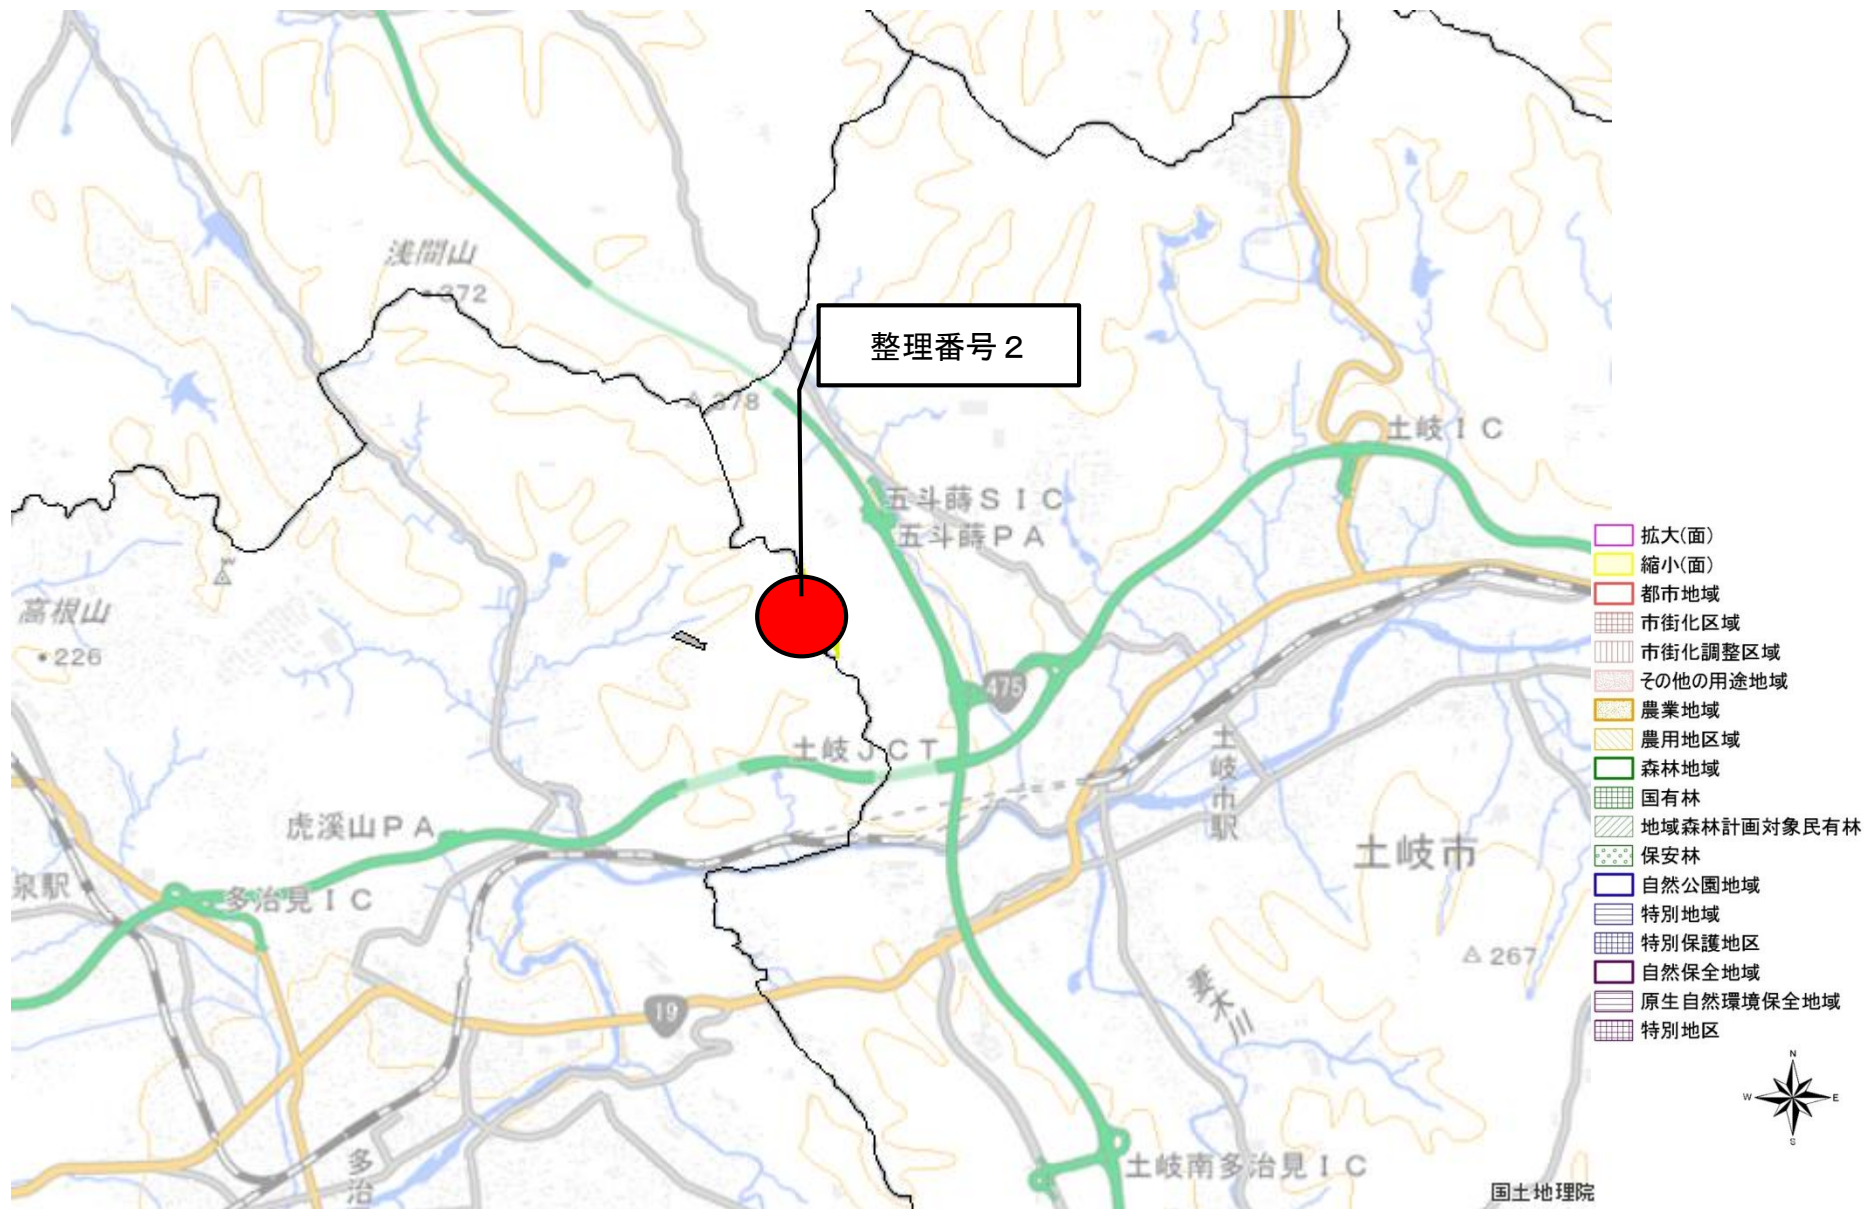 浅間山
372
整理番号２
378
土岐ＩＣ
五斗蒔ＳＩＣ
五斗蒔ＰＡ
高根山
226
475
土岐ＪＣＴ
土岐市駅
虎渓山ＰＡ
土岐市
泉駅
多治見ＩＣ
267
19
妻木川
多治
土岐南多治見ＩＣ
国土地理院
拡大(面)
縮小(面)
都市地域
市街化区域
市街化調整区域
その他の用途地域
農業地域
農用地区域
森林地域
国有林
地域森林計画対象民有林
保安林
自然公園地域
特別地域
特別保護地区
自然保全地域
原生自然環境保全地域
特別地区
N
W E
S